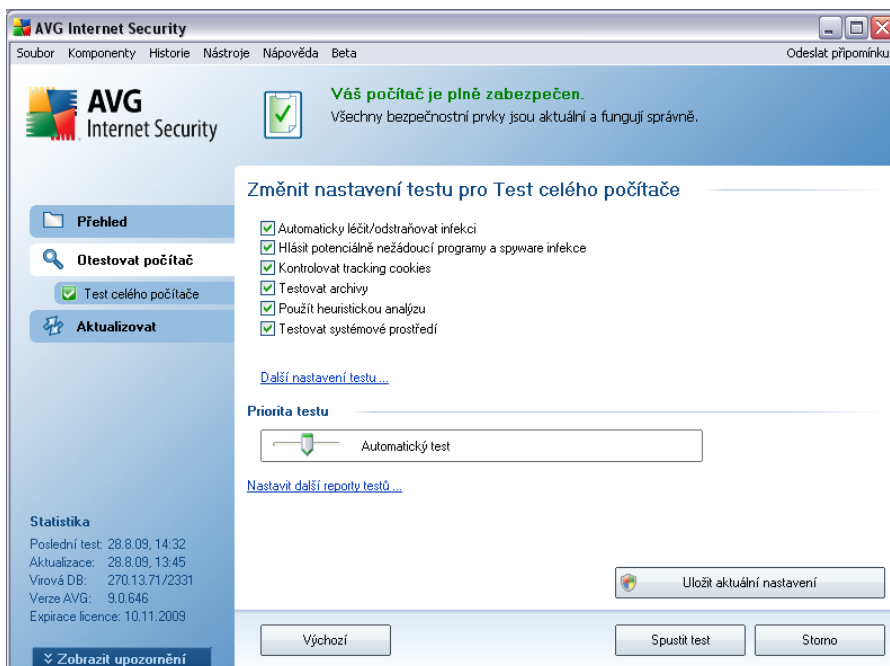 AVG Internet Security
Soubor Komponenty Historie Nástroje Nápověda Beta Odeslat připomínku
AVG
Internet Security
Váš počítač je plně zabezpečen.
Všechny bezpečnostní prvky jsou aktuální a fungují správně.
Přehled
Otestovat počítač
Test celého počítače
Aktualizovat
Změnit nastavení testu pro Test celého počítače
Automaticky léčit/odstraňovat infekci
Hlásit potenciálně nežádoucí programy a spyware infekce
Kontrolovat tracking cookies
Testovat archivy
Použít heuristickou analýzu
Testovat systémové prostředí
Další nastavení testu ...
Priorita testu
Automatický test
Nastavit další reporty testů ...
Statistika
Poslední test: 28.8.09, 14:32
Aktualizace: 28.8.09, 13:45
Virová DB: 270.13.71/2331
Verze AVG: 9.0.646
Expirace licence: 10.11.2009
Zobrazit upozornění
Uložit aktuální nastavení
Výchozí Spustit test Storno